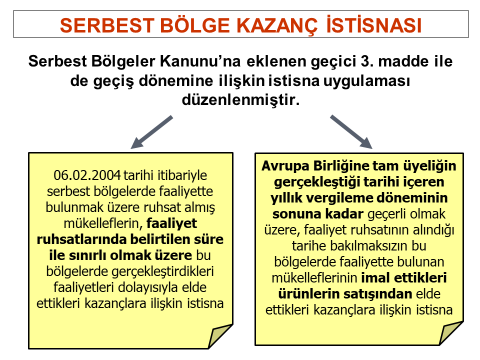 SERBEST BÖLGE KAZANÇ İSTİSNASI
Serbest Bölgeler Kanunu’na eklenen geçici 3. madde ile
de geçiş dönemine ilişkin istisna uygulaması
düzenlenmiştir.
06.02.2004 tarihi itibariyle
serbest bölgelerde faaliyette
bulunmak üzere ruhsat almış
mükelleflerin, faaliyet
ruhsatlarında belirtilen süre
ile sınırlı olmak üzere bu
bölgelerde gerçekleştirdikleri
faaliyetleri dolayısıyla elde
ettikleri kazançlara ilişkin istisna
Avrupa Birliğine tam üyeliğin
gerçekleştiği tarihi içeren
yıllık vergileme döneminin
sonuna kadar geçerli olmak
üzere, faaliyet ruhsatının alındığı
tarihe bakılmaksızın bu
bölgelerde faaliyette bulunan
mükelleflerinin imal ettikleri
ürünlerin satışından elde
ettikleri kazançlara ilişkin istisna